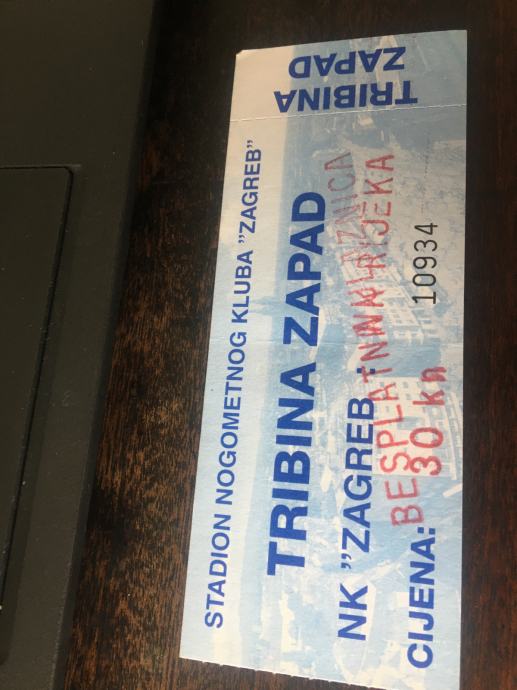 STADION NOGOMETNOG KLUBA "ZAGREB"
TRIBINA ZAPAD
NK "ZAGREB" - NK RIJEKA
BESPLATNA ULAZNICA
CIJENA: 30 kn 10934
TRIBINA
ZAPAD